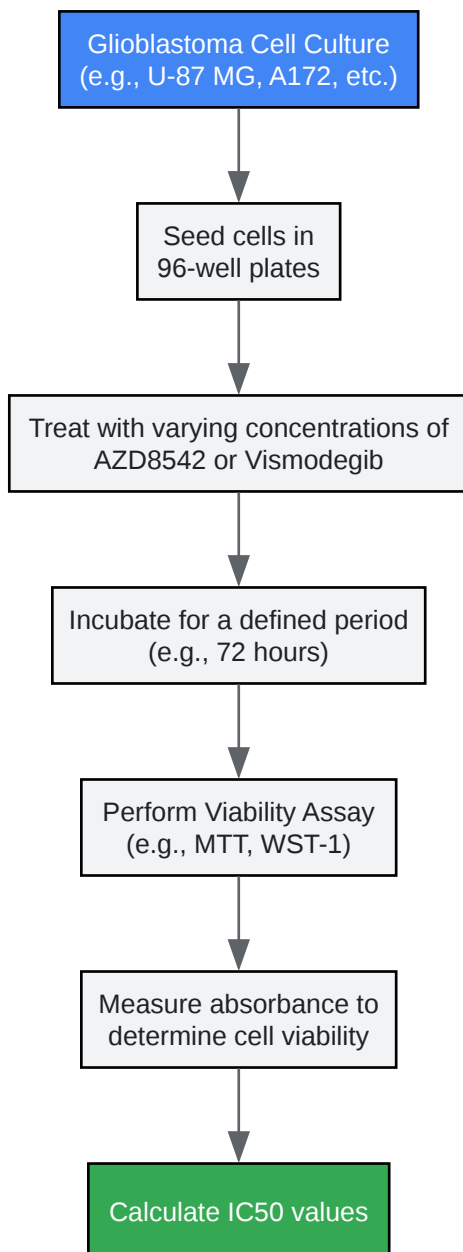 Glioblastoma Cell Culture
(e.g., U-87 MG, A172, etc.)
Seed cells in
96-well plates
Treat with varying concentrations of
AZD8542 or Vismodegib
Incubate for a defined period
(e.g., 72 hours)
Perform Viability Assay
(e.g., MTT, WST-1)
Measure absorbance to
determine cell viability
Calculate IC50 values